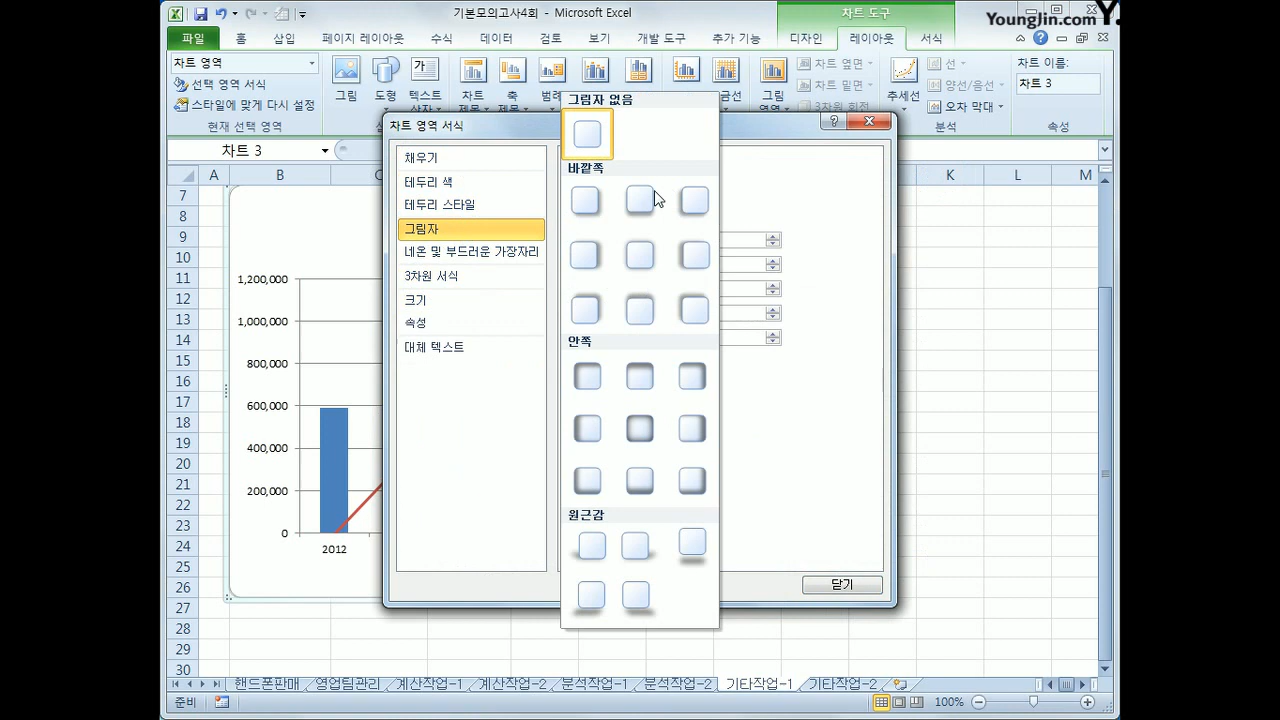 기본모의고사4회 - Microsoft Excel
차트 도구
YoungJin.com Y.
파일 홈 삽입 페이지 레이아웃 수식 데이터 검토 보기 개발 도구 추가 기능 디자인 레이아웃 서식
차트 영역
선택 영역 서식
스타일에 맞게 다시 설정
현재 선택 영역
그림 도형 텍스트
차트 축 범례
추세선
차트 옆면
차트 밑면
3차원 회전
선
양선/음선
오차 막대
분석
차트 이름:
차트 3
속성
차트 3
A B C K L M
7
8
9
10
11
12
13
14
15
16
17
18
19
20
21
22
23
24
25
26
27
28
29
30
1,200,000
1,000,000
800,000
600,000
400,000
200,000
0
2012
차트 영역 서식
채우기
테두리 색
테두리 스타일
그림자
네온 및 부드러운 가장자리
3차원 서식
크기
속성
대체 텍스트
그림자 없음
바깥쪽
안쪽
원근감
닫기
핸드폰판매 영업팀관리 계산작업-1 계산작업-2 분석작업-1 분석작업-2 기타작업-1 기타작업-2
준비
100%